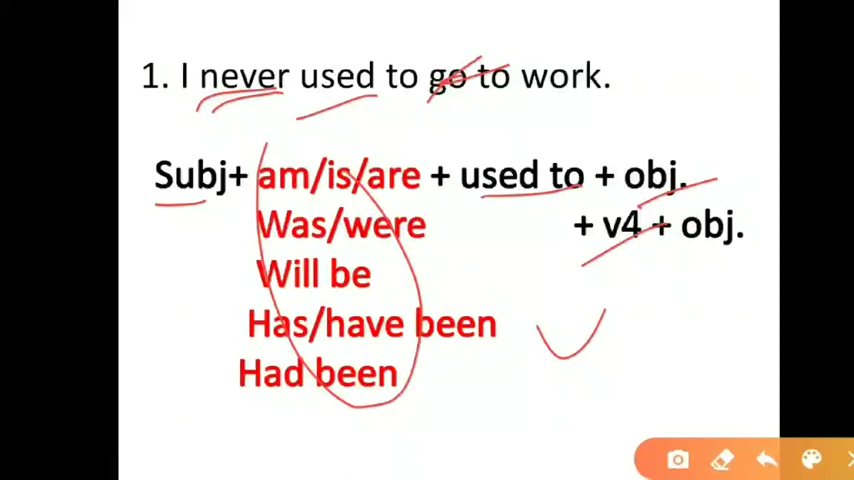 1. I never used to go to work.
Subj+ am/is/are + used to + obj.
Was/were + v4 + obj.
Will be
Has/have been
Had been